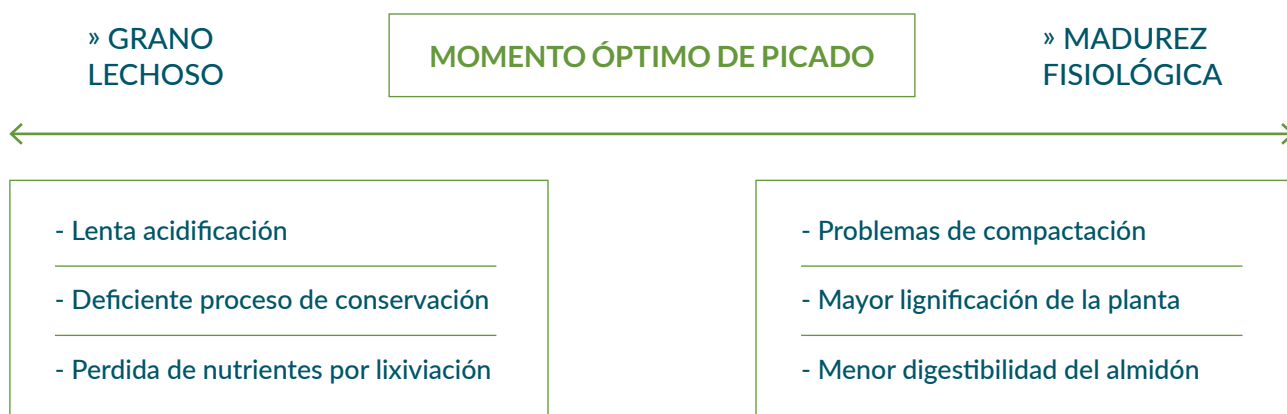 » GRANO
LECHOSO
MOMENTO ÓPTIMO DE PICADO
» MADUREZ
FISIOLÓGICA
- Lenta acidificación
- Deficiente proceso de conservación
- Perdida de nutrientes por lixiviación
- Problemas de compactación
- Mayor lignificación de la planta
- Menor digestibilidad del almidón